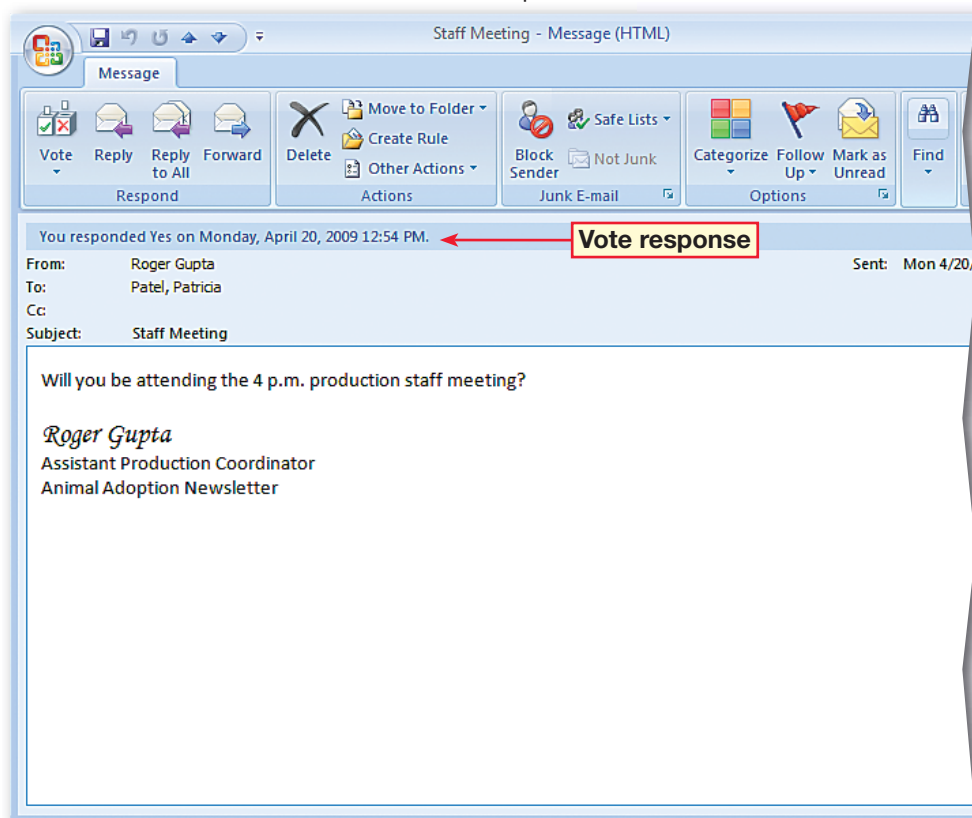 Staff Meeting - Message (HTML)
Message
Vote Reply Reply to All Forward
Respond
Delete Move to Folder
Create Rule
Other Actions
Actions
Block Sender Safe Lists
Not Junk
Junk E-mail
Categorize Follow Up Mark as Unread
Options
Find
You responded Yes on Monday, April 20, 2009 12:54 PM. Vote response
From: Roger Gupta Sent: Mon 4/20/
To: Patel, Patricia
Cc:
Subject: Staff Meeting
Will you be attending the 4 p.m. production staff meeting?
Roger Gupta
Assistant Production Coordinator
Animal Adoption Newsletter